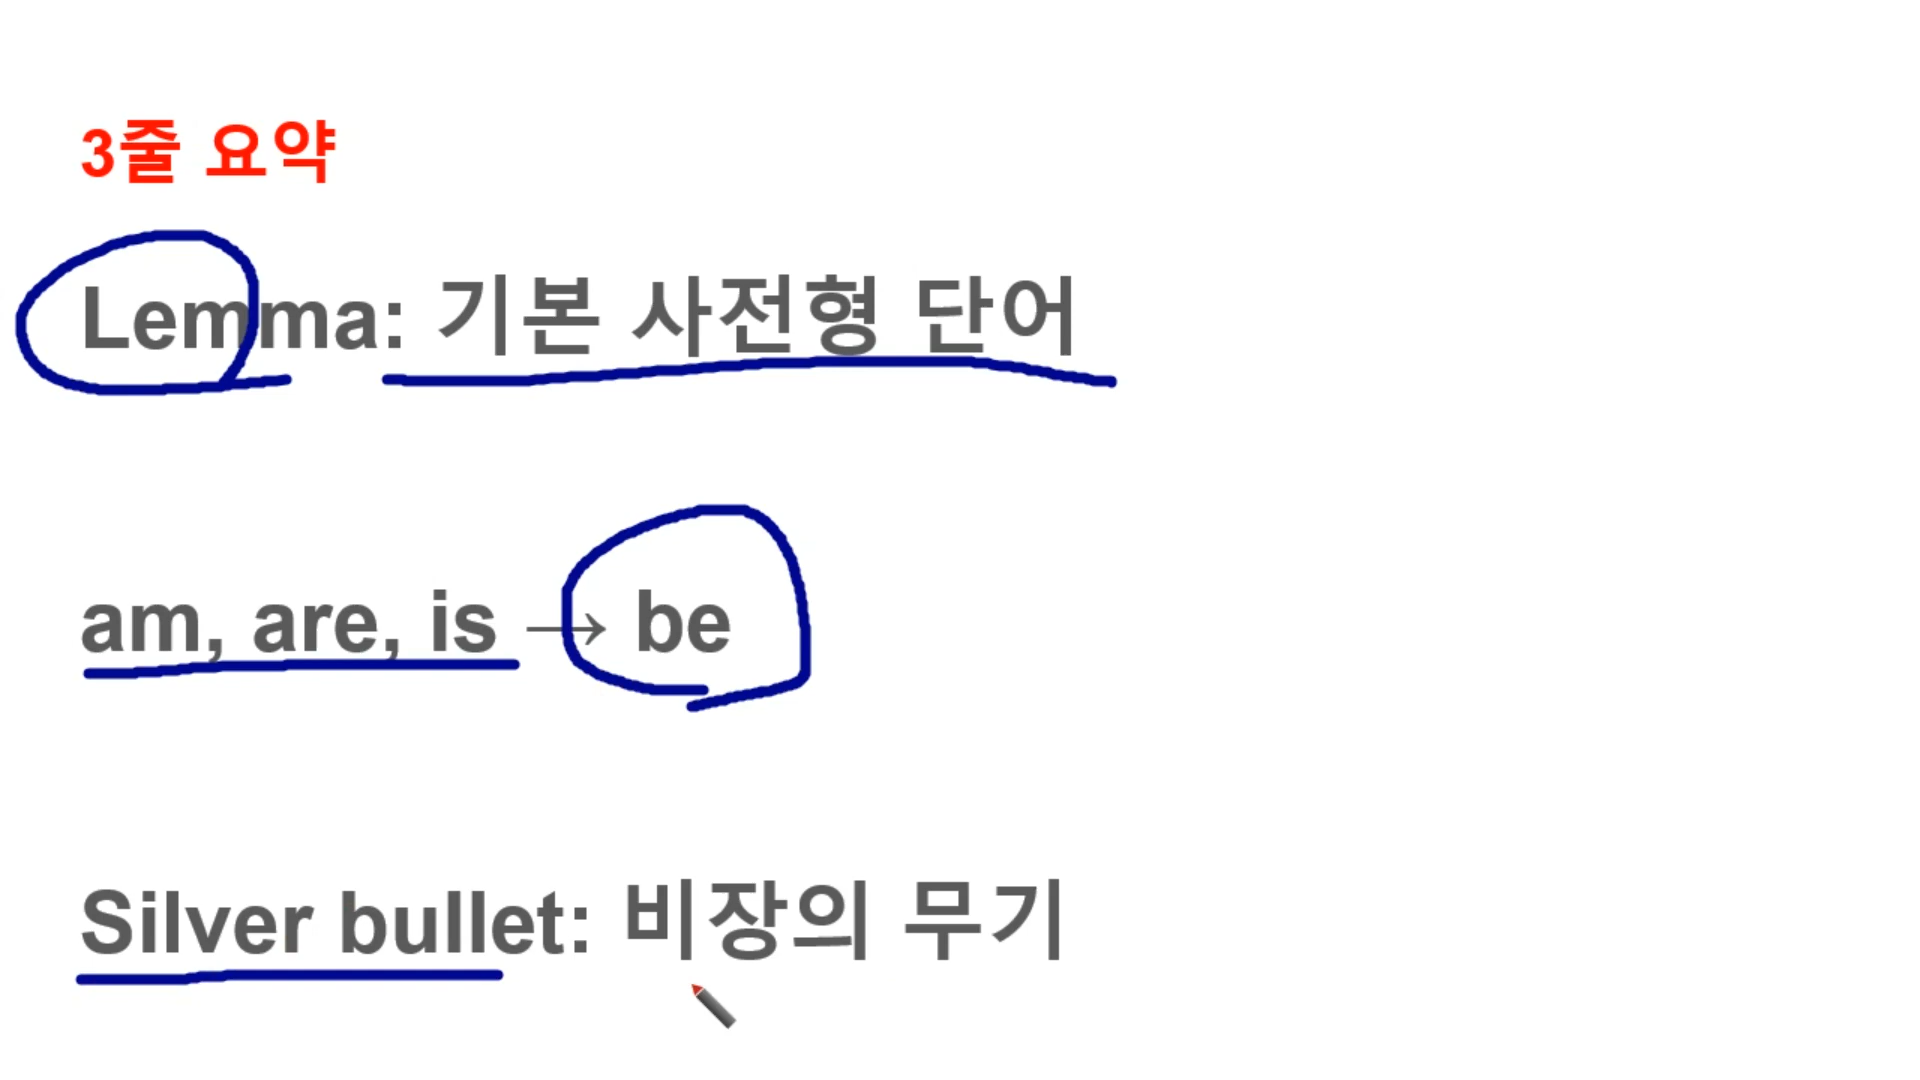 3줄 요약
Lemma: 기본 사전형 단어
am, are, is → be
Silver bullet: 비장의 무기